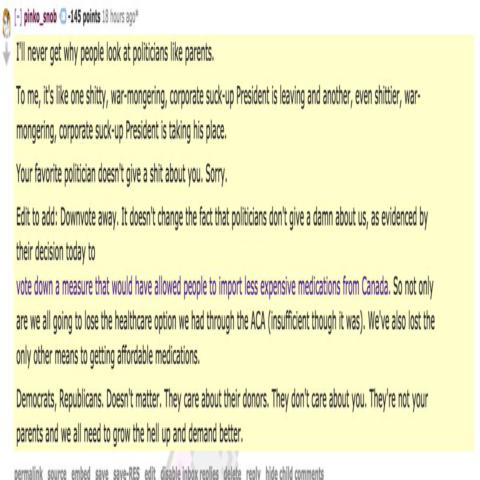 [-] pinko_snob -145 points 18 hours ago*
I'll never get why people look at politicians like parents.
To me, it's like one shitty, war-mongering, corporate suck-up President is leaving and another, even shittier, war-
mongering, corporate suck-up President is taking his place.
Your favorite politician doesn't give a shit about you. Sorry.
Edit to add: Downvote away. It doesn't change the fact that politicians don't give a damn about us, as evidenced by
their decision today to
vote down a measure that would have allowed people to import less expensive medications from Canada. So not only
are we all going to lose the healthcare option we had through the ACA (insufficient though it was). We've also lost the
only other means to getting affordable medications.
Democrats, Republicans. Doesn't matter. They care about their donors. They don't care about you. They're not your
parents and we all need to grow the hell up and demand better.
permalink source embed save save-RES edit disable inbox replies delete reply hide child comments